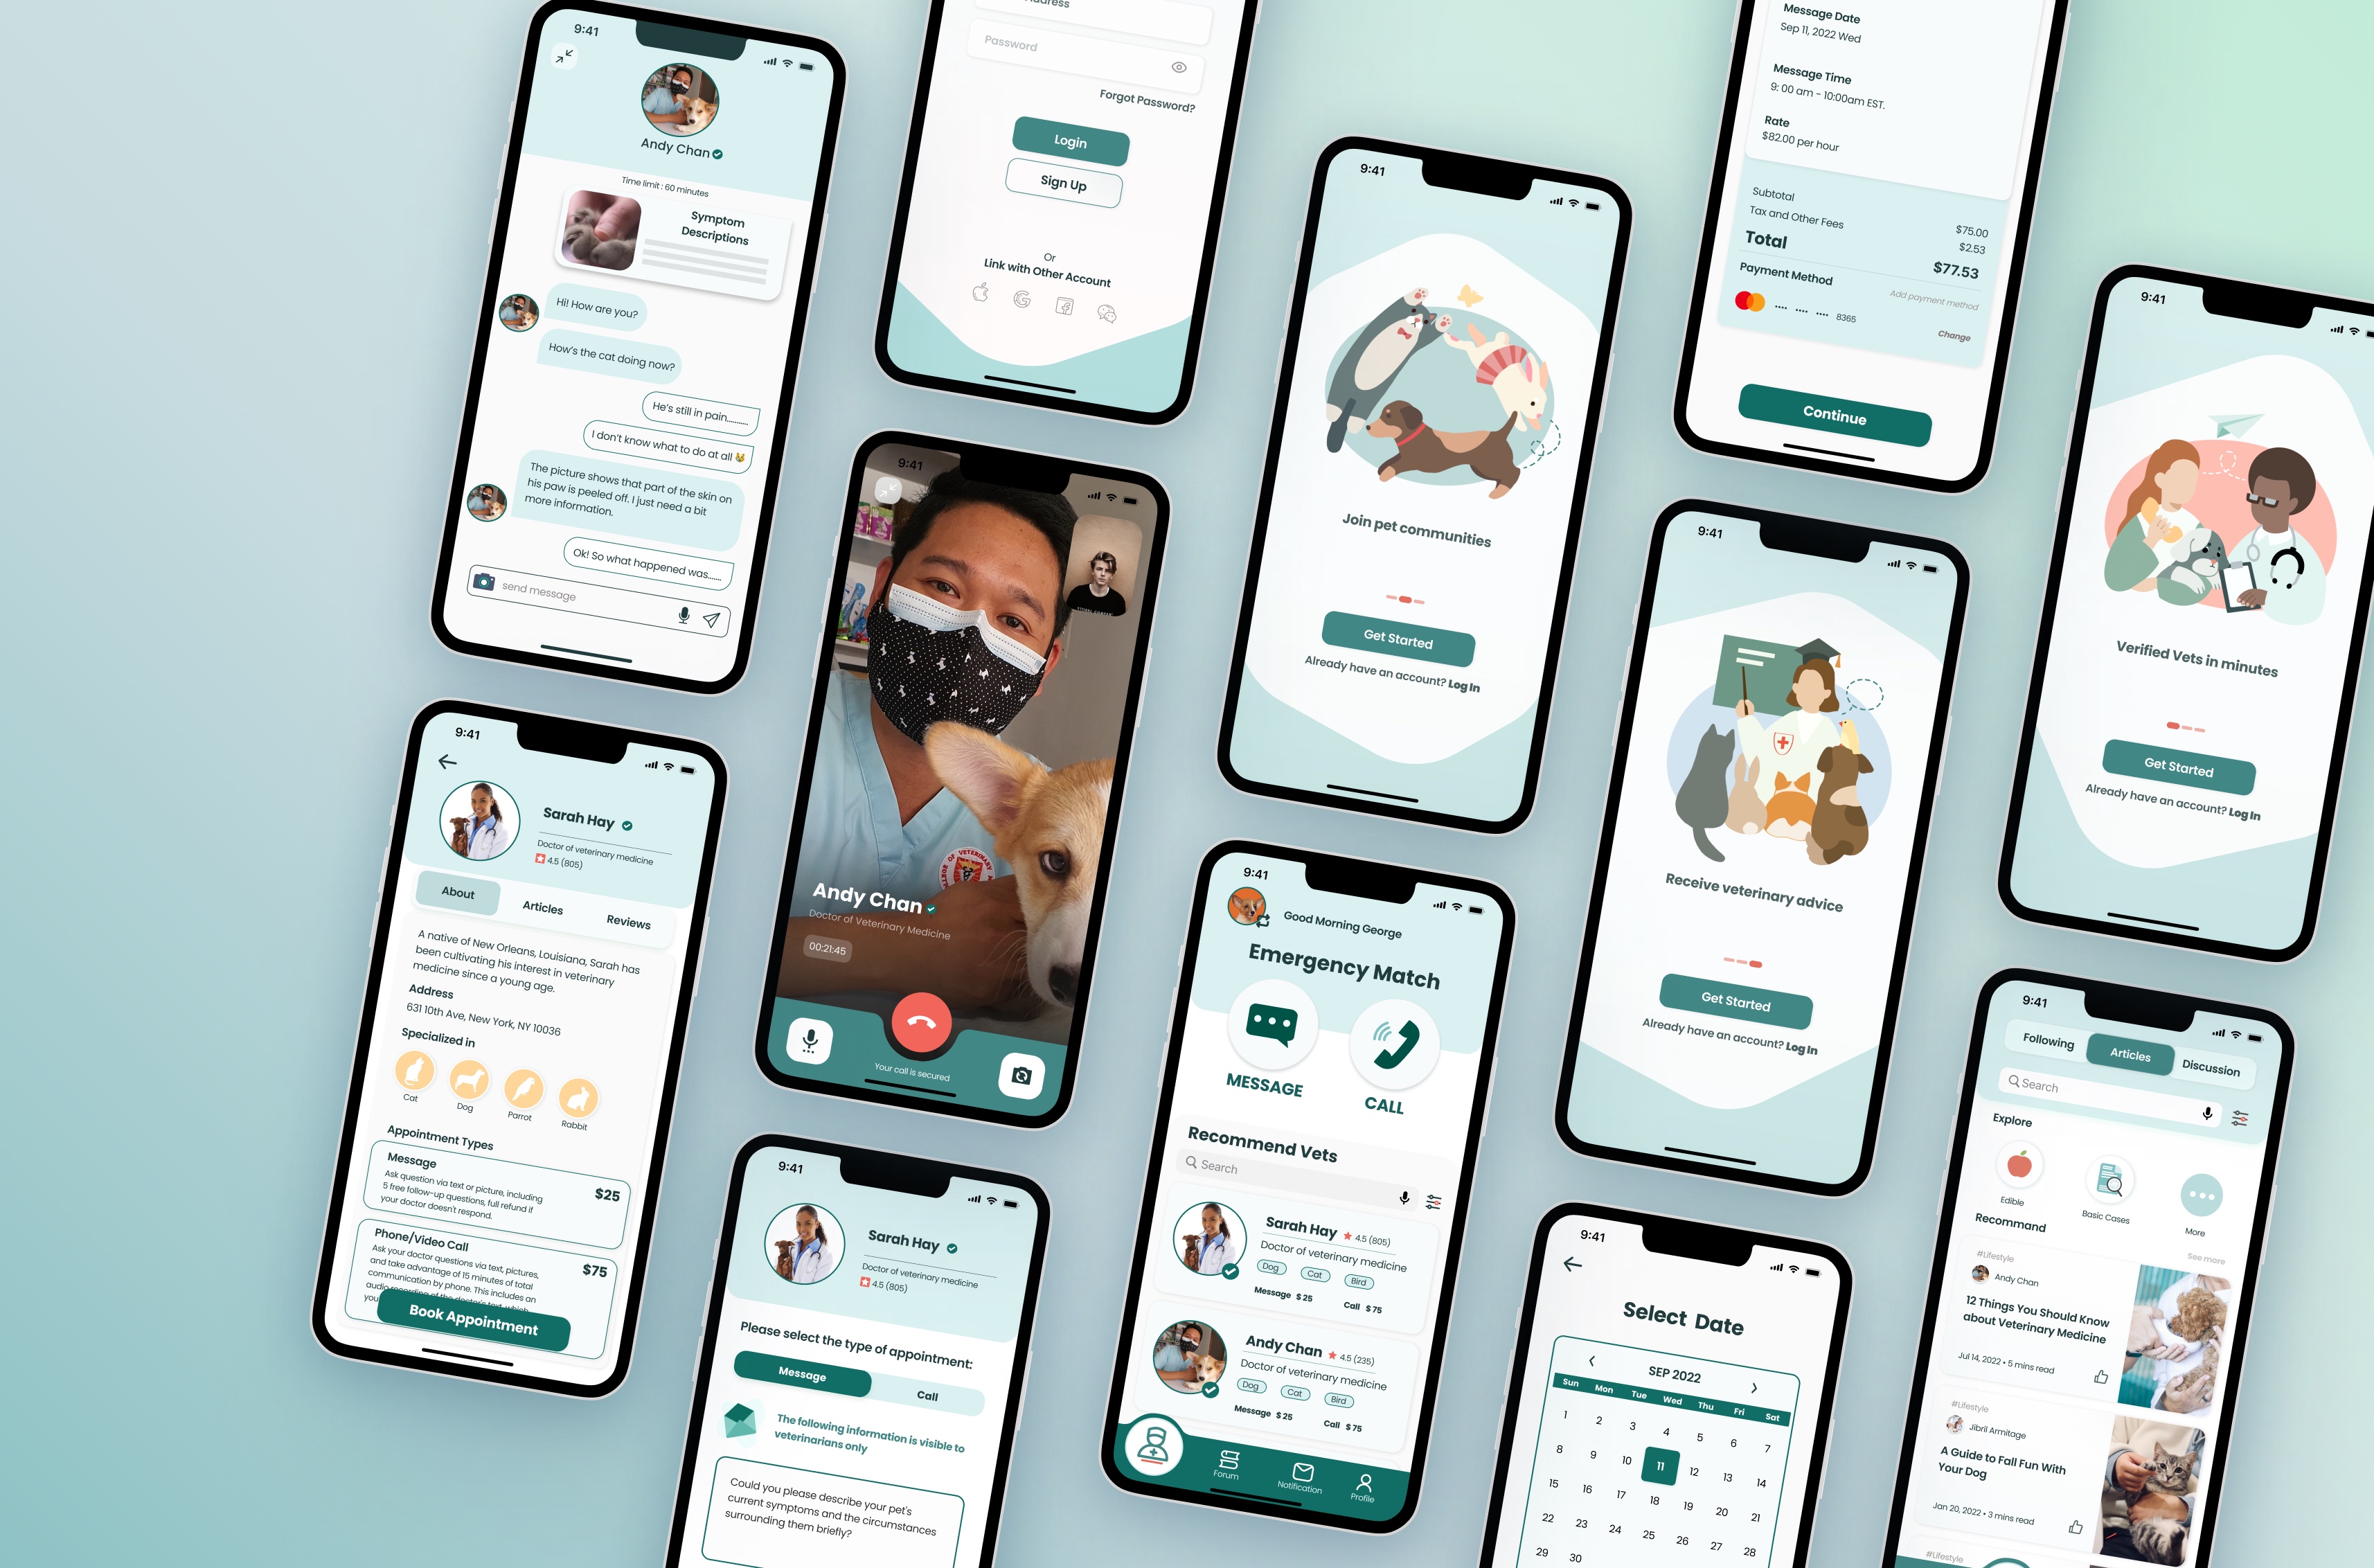 9:41
Andy Chan
Time limit : 60 minutes
Symptom
Descriptions
Hi! How are you?
How's the cat doing now?
He's still in pain..........
I don't know what to do at all 😿
The picture shows that part of the skin on
his paw is peeled off. I just need a bit
more information.
Ok! So what happened was......
send message
9:41
Sarah Hay
Doctor of veterinary medicine
4.5 (805)
About
Articles
Reviews
A native of New Orleans, Louisiana, Sarah has
been cultivating his interest in veterinary
medicine since a young age.
Address
631 10th Ave, New York, NY 10036
Specialized in
Cat
Dog
Parrot
Rabbit
Appointment Types
Message
$25
Ask question via text or picture, including
5 free follow-up questions, full refund if
your doctor doesn't respond.
Phone/Video Call
$75
Ask your doctor questions via text, pictures,
and take advantage of 15 minutes of total
communication by phone. This includes an
Book Appointment
Password
Forgot Password?
Login
Sign Up
Or
Link with Other Account
9:41
Andy Chan
Doctor of Veterinary Medicine
00:21:45
Your call is secured
9:41
Sarah Hay
Doctor of veterinary medicine
4.5 (805)
Please select the type of appointment:
Message
Call
The following information is visible to
veterinarians only
Could you please describe your pet's
current symptoms and the circumstances
surrounding them briefly?
9:41
Join pet communities
Get Started
Already have an account? Log In
9:41
Good Morning George
Emergency Match
MESSAGE
CALL
Recommend Vets
Search
Sarah Hay 4.5 (805)
Doctor of veterinary medicine
Dog Cat Bird
Message $25 Call $75
Andy Chan 4.5 (235)
Doctor of veterinary medicine
Dog Cat Bird
Message $25 Call $75
Forum
Notification
Profile
Message Date
Sep 11, 2022 Wed
Message Time
9: 00 am - 10:00am EST.
Rate
$82.00 per hour
Subtotal
$75.00
Tax and Other Fees
$2.53
Total
$77.53
Payment Method
Add payment method
•••• •••• •••• 8365
Change
Continue
9:41
Receive veterinary advice
Get Started
Already have an account? Log In
9:41
Select Date
SEP 2022
Sun Mon Tue Wed Thu Fri Sat
1 2 3 4 5 6 7
8 9 10 11 12 13 14
15 16 17 18 19 20 21
22 23 24 25 26 27 28
29 30
9:41
Verified Vets in minutes
Get Started
Already have an account? Log In
9:41
Following
Articles
Discussion
Search
Explore
Edible
Basic Cases
More
Recommand
See more
#Lifestyle
Andy Chan
12 Things You Should Know
about Veterinary Medicine
Jul 14, 2022 • 5 mins read
#Lifestyle
Jibril Armitage
A Guide to Fall Fun With
Your Dog
Jan 20, 2022 • 3 mins read
#Lifestyle